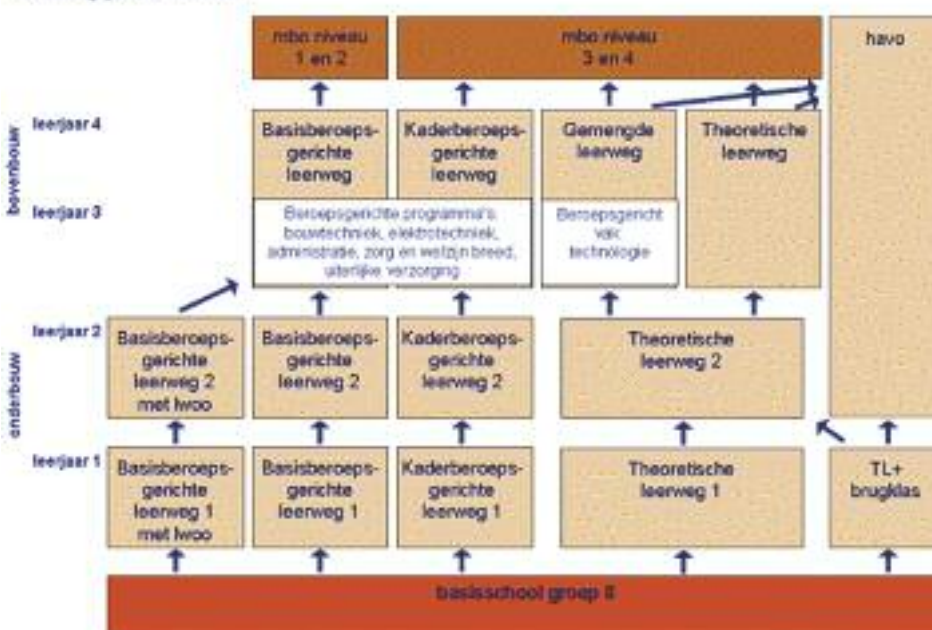 mbo niveau
1 en 2
mbo niveau
3 en 4
havo
bovenbouw
leerjaar 4
Basisberoeps-
gerichte
leerweg
Kaderberoeps-
gerichte
leerweg
Gemengde
leerweg
Theoretische
leerweg
leerjaar 3
Beroepsgerichte programma's
bouwtechniek, elektrotechniek,
administratie, zorg en welzijn breed,
uiterlijke verzorging
Beroepsgericht
vak
technologie
onderbouw
leerjaar 2
Basisberoeps-
gerichte
leerweg 2
met lwoo
Basisberoeps-
gerichte
leerweg 2
Kaderberoeps-
gerichte
leerweg 2
Theoretische
leerweg 2
leerjaar 1
Basisberoeps-
gerichte
leerweg 1
met lwoo
Basisberoeps-
gerichte
leerweg 1
Kaderberoeps-
gerichte
leerweg 1
Theoretische
leerweg 1
TL+
brugklas
basisschool groep 8